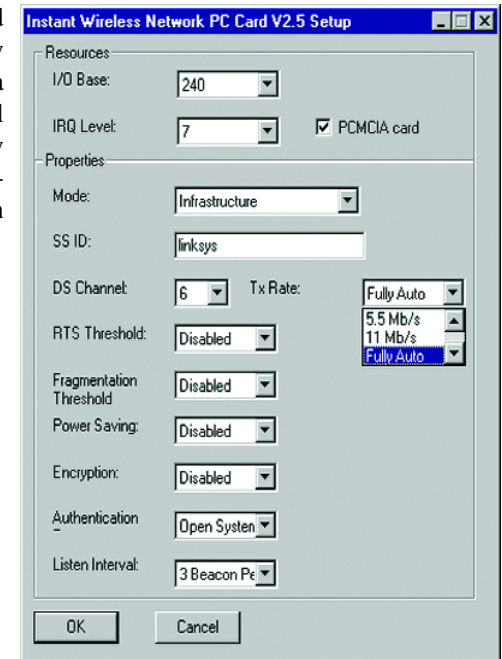 Instant Wireless Network PC Card V2.5 Setup
Resources
I/O Base: 240
IRQ Level: 7 PCMCIA card
Properties
Mode: Infrastructure
SS ID: linksys
DS Channel: 6 Tx Rate: Fully Auto
5.5 Mb/s
11 Mb/s
Fully Auto
RTS Threshold: Disabled
Fragmentation
Threshold Disabled
Power Saving: Disabled
Encryption: Disabled
Authentication Open System
Listen Interval: 3 Beacon Pe
OK Cancel